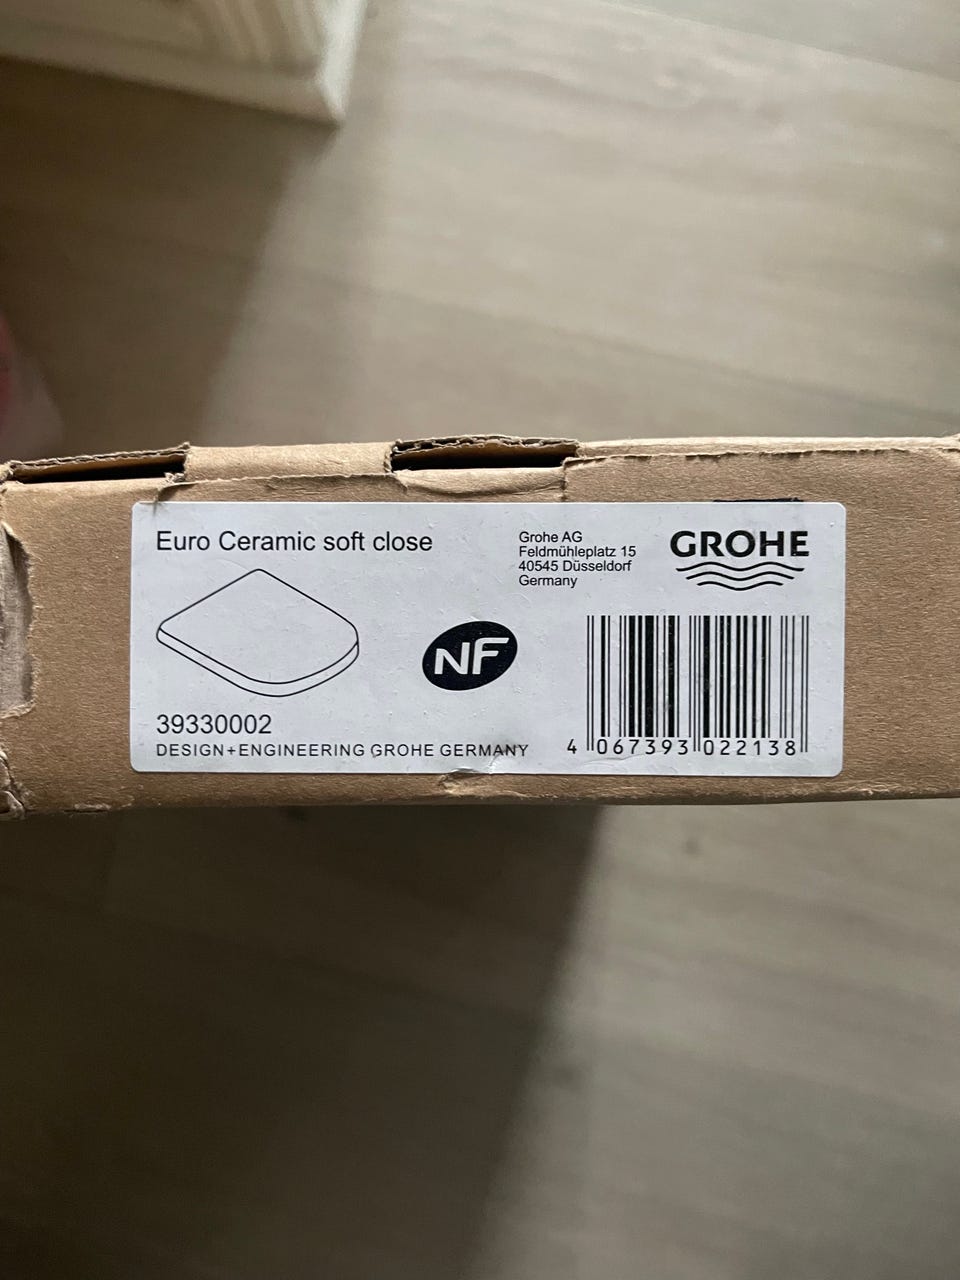 Euro Ceramic soft close
Grohe AG
Feldmühleplatz 15
40545 Düsseldorf
Germany
GROHE
NF
39330002
DESIGN+ENGINEERING GROHE GERMANY
4 067393 022138